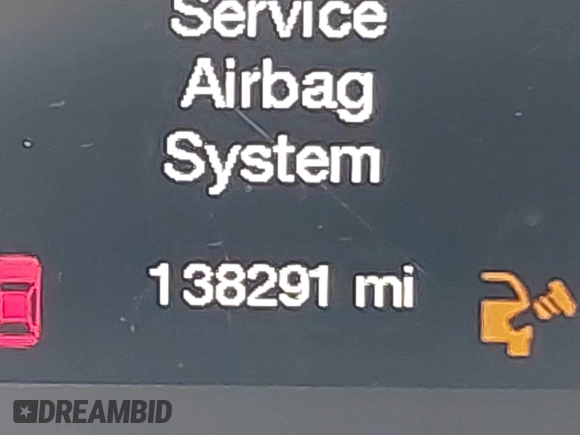 Service
Airbag
System
138291 mi
DREAMBID